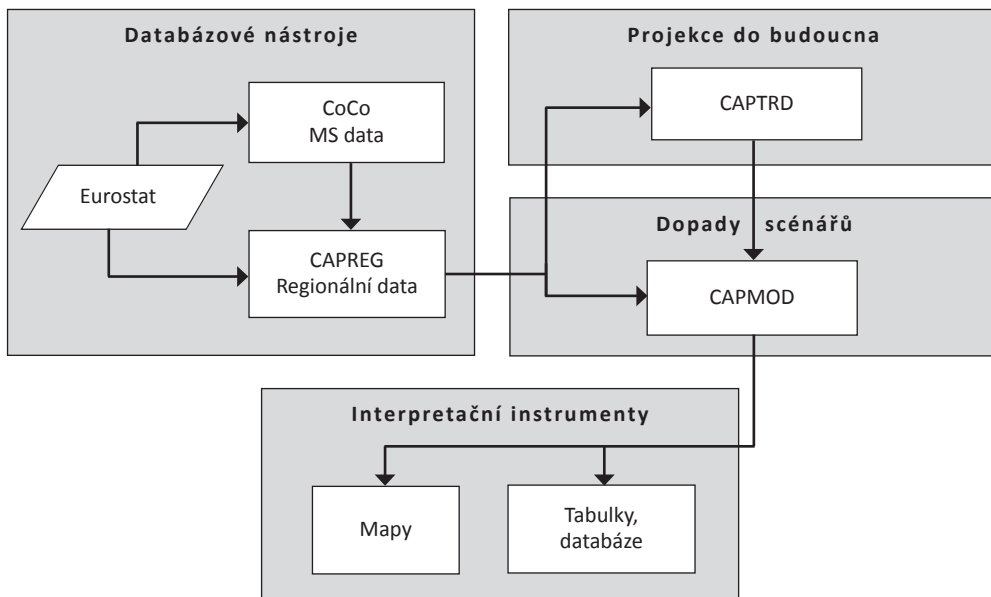 Databázové nástroje
CoCo
MS data
Eurostat
CAPREG
Regionální data
Projekce do budoucna
CAPTRD
Dopady scénářů
CAPMOD
Interpretační instrumenty
Mapy
Tabulky,
databáze